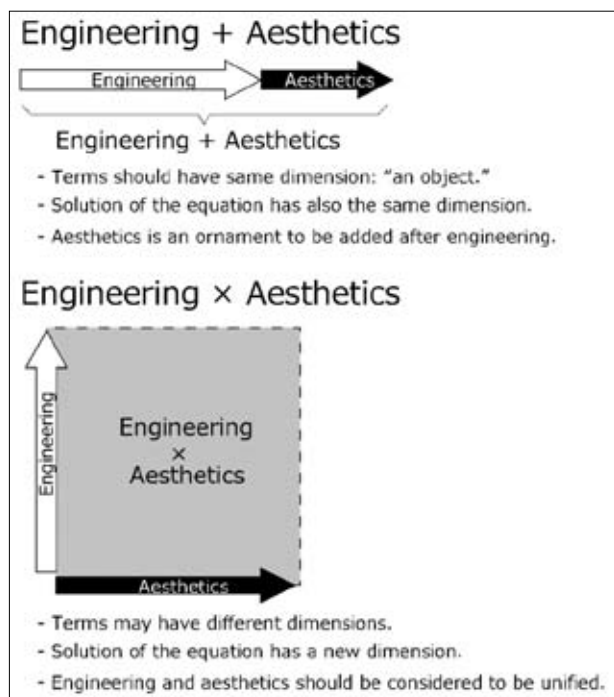 Engineering + Aesthetics
Engineering Aesthetics
Engineering + Aesthetics
- Terms should have same dimension: “an object.”
- Solution of the equation has also the same dimension.
- Aesthetics is an ornament to be added after engineering.
Engineering × Aesthetics
Engineering
Engineering
×
Aesthetics
Aesthetics
- Terms may have different dimensions.
- Solution of the equation has a new dimension.
- Engineering and aesthetics should be considered to be unified.